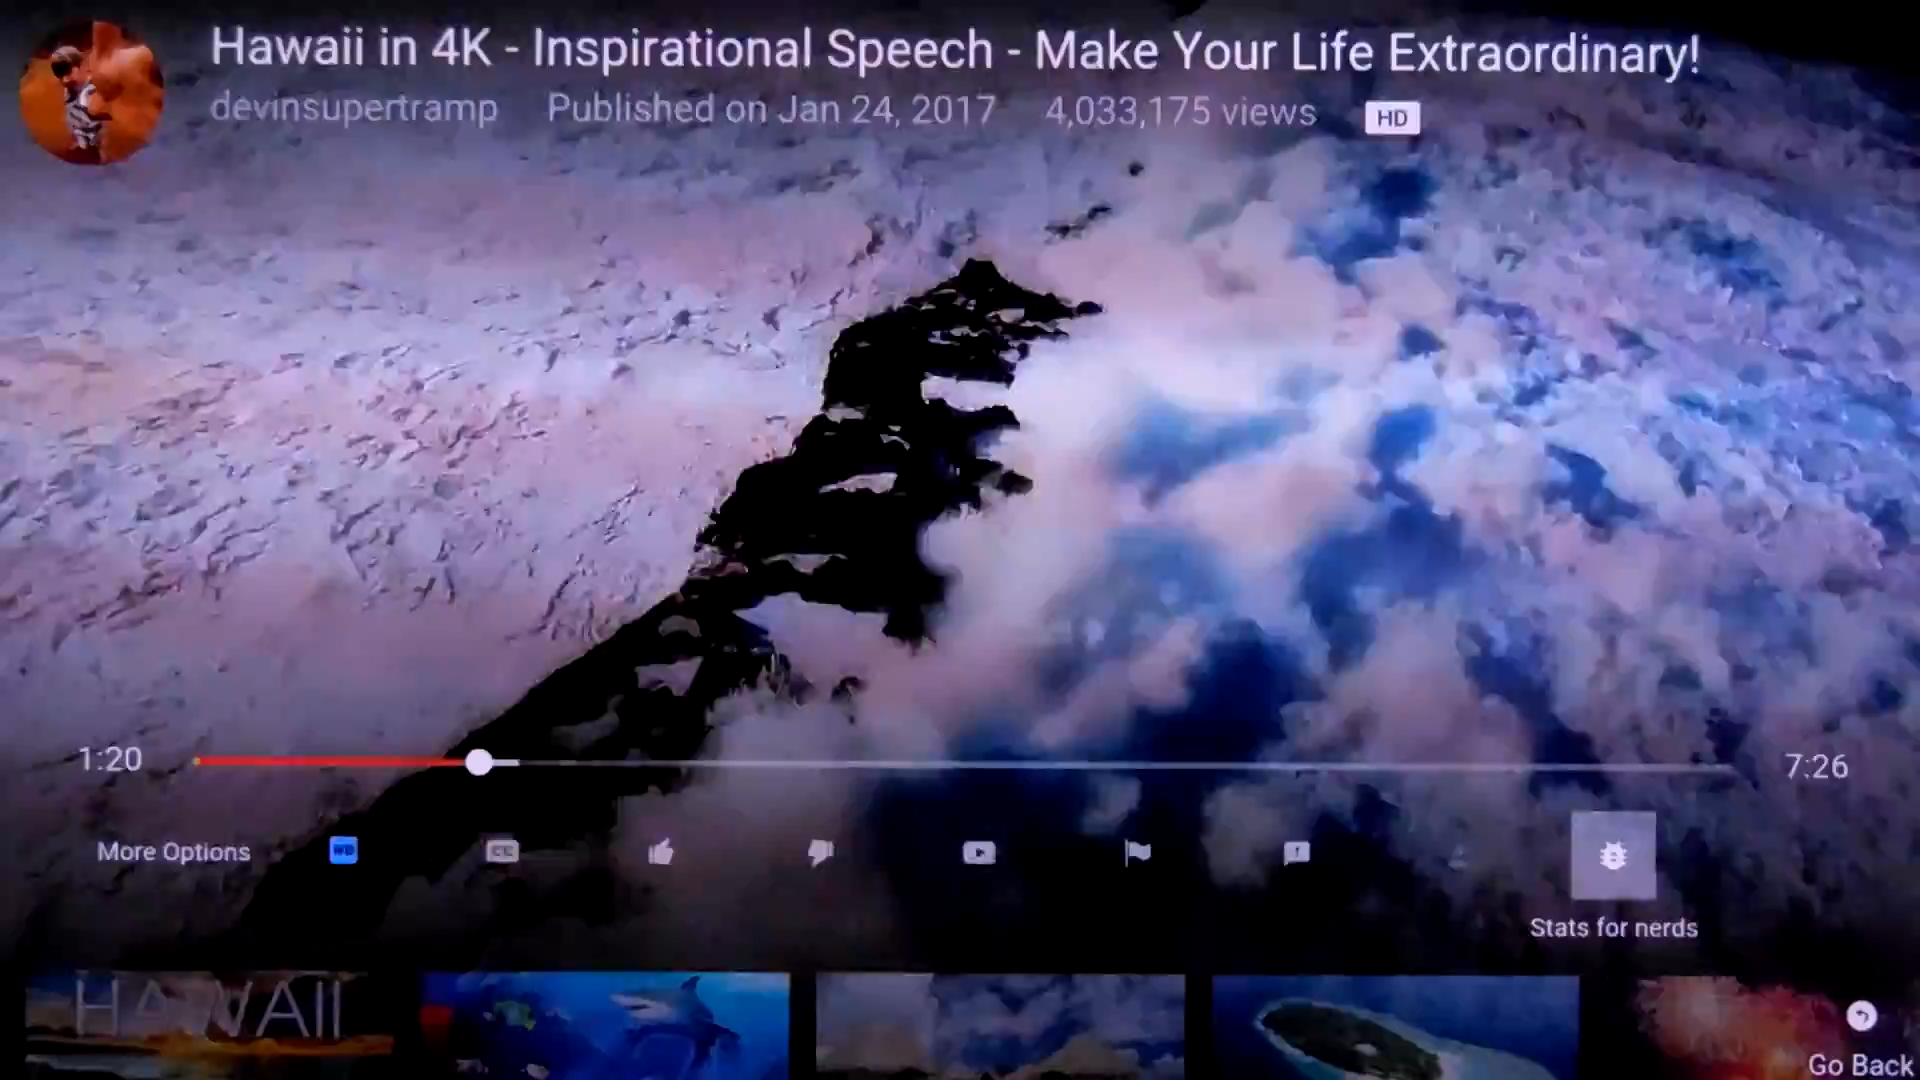 Hawaii in 4K - Inspirational Speech - Make Your Life Extraordinary!
devinsupertramp Published on Jan 24, 2017 4,033,175 views HD
1:20 7:26
More Options CC
Stats for nerds
HAWAII
Go Back